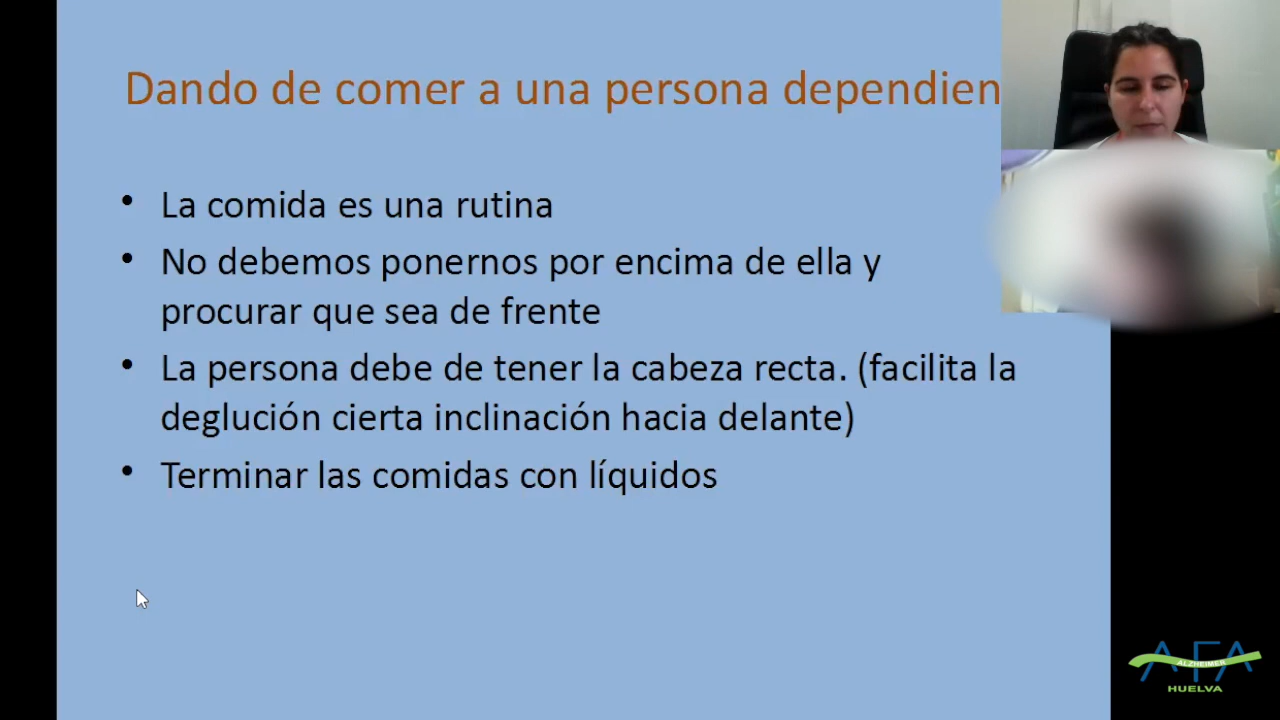 Dando de comer a una persona dependien
• La comida es una rutina
• No debemos ponernos por encima de ella y
procurar que sea de frente
• La persona debe de tener la cabeza recta. (facilita la
deglución cierta inclinación hacia delante)
• Terminar las comidas con líquidos
AFA
ALZHEIMER
HUELVA